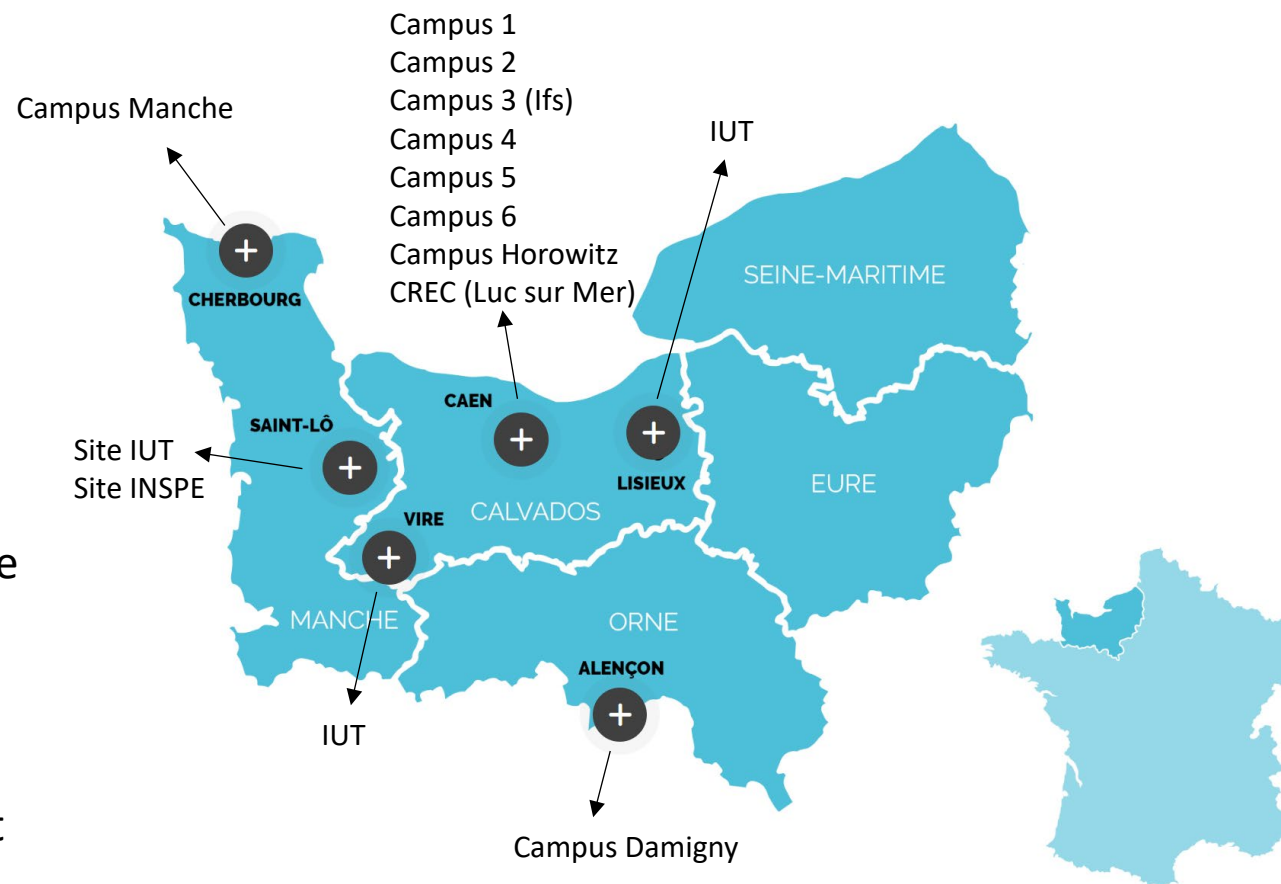 Campus 1
Campus 2
Campus 3 (Ifs)
Campus 4
Campus 5
Campus 6
Campus Horowitz
CREC (Luc sur Mer)
Campus Manche
IUT
SEINE-MARITIME
CHERBOURG
CAEN
SAINT-LÔ
Site IUT
Site INSPE
LISIEUX
EURE
CALVADOS
VIRE
e
MANCHE
ORNE
ALENÇON
IUT
t
Campus Damigny